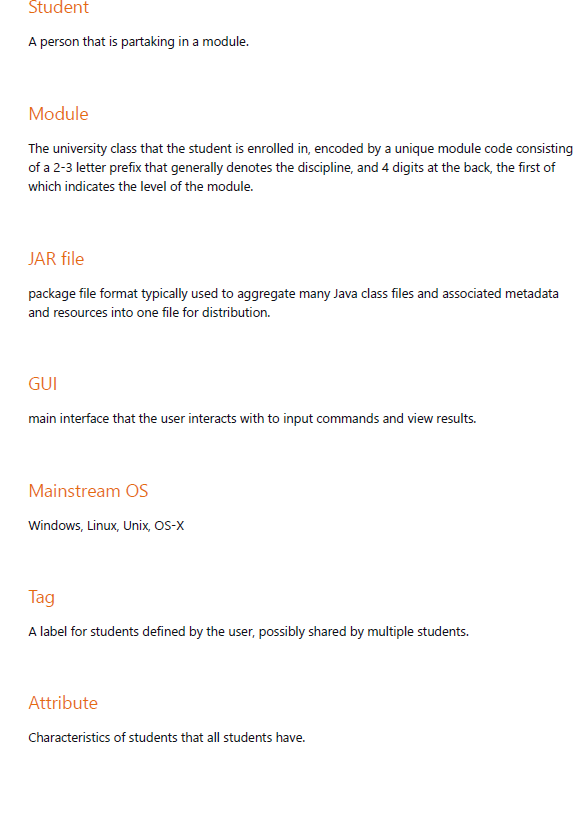 Student
A person that is partaking in a module.
Module
The university class that the student is enrolled in, encoded by a unique module code consisting
of a 2-3 letter prefix that generally denotes the discipline, and 4 digits at the back, the first of
which indicates the level of the module.
JAR file
package file format typically used to aggregate many Java class files and associated metadata
and resources into one file for distribution.
GUI
main interface that the user interacts with to input commands and view results.
Mainstream OS
Windows, Linux, Unix, OS-X
Tag
A label for students defined by the user, possibly shared by multiple students.
Attribute
Characteristics of students that all students have.